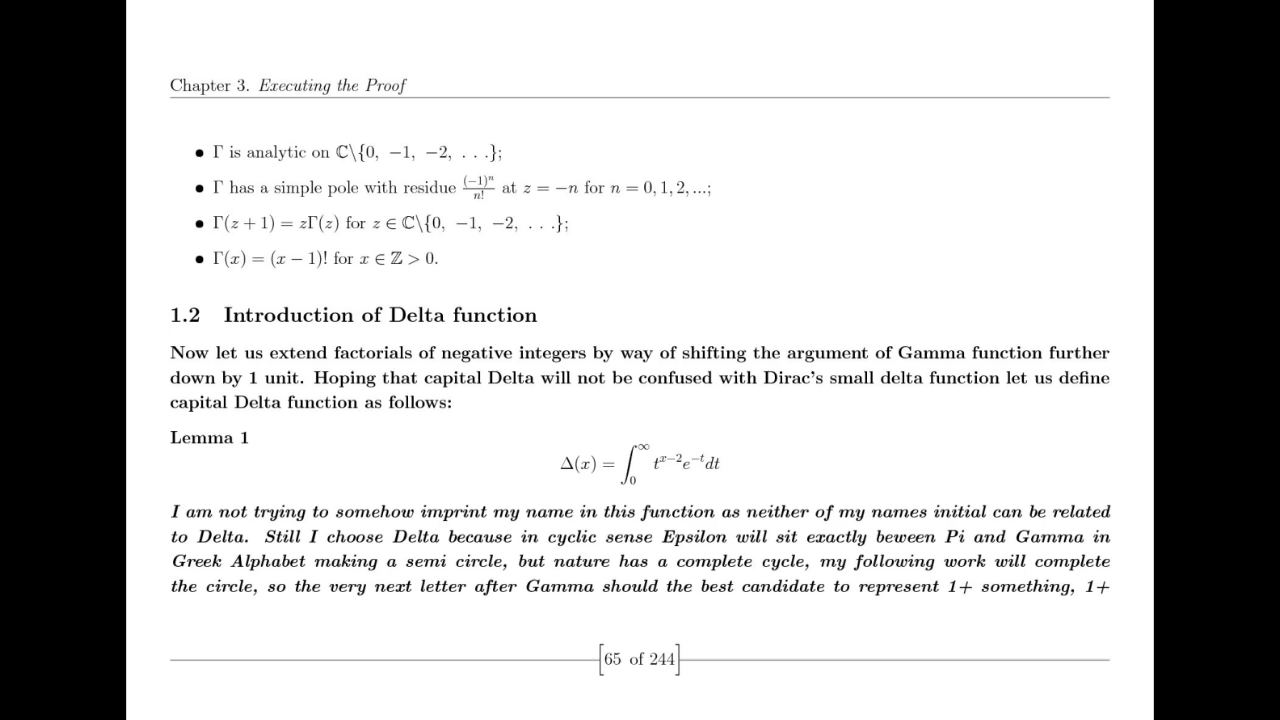 Chapter 3. Executing the Proof
• Γ is analytic on ℂ\{0, −1, −2, . . .};
• Γ has a simple pole with residue (−1)ⁿ/n! at z = −n for n = 0, 1, 2, ...;
• Γ(z + 1) = zΓ(z) for z ∈ ℂ\{0, −1, −2, . . .};
• Γ(x) = (x − 1)! for x ∈ ℤ > 0.
1.2 Introduction of Delta function
Now let us extend factorials of negative integers by way of shifting the argument of Gamma function further
down by 1 unit. Hoping that capital Delta will not be confused with Dirac's small delta function let us define
capital Delta function as follows:
Lemma 1
Δ(x) = ∫₀^∞ t^{x−2}e^{−t}dt
I am not trying to somehow imprint my name in this function as neither of my names initial can be related
to Delta. Still I choose Delta because in cyclic sense Epsilon will sit exactly beween Pi and Gamma in
Greek Alphabet making a semi circle, but nature has a complete cycle, my following work will complete
the circle, so the very next letter after Gamma should the best candidate to represent 1+ something, 1+
65 of 244